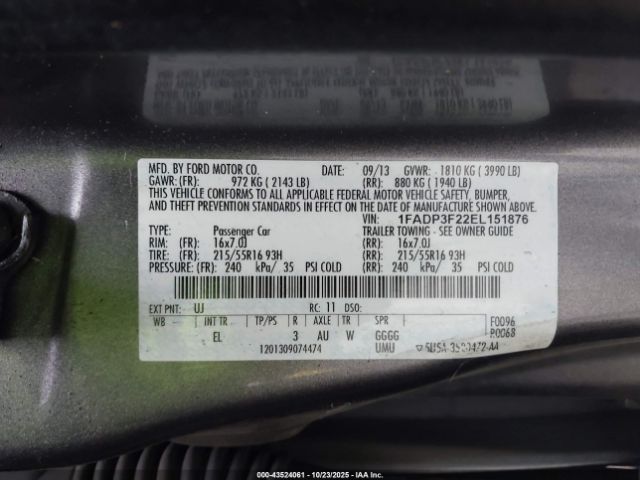 MFD. BY FORD MOTOR CO. DATE: 09/13 GVWR: 1810 KG ( 3990 LB)
GAWR: (FR): 972 KG ( 2143 LB) (RR): 880 KG ( 1940 LB)
THIS VEHICLE CONFORMS TO ALL APPLICABLE FEDERAL MOTOR VEHICLE SAFETY, BUMPER,
AND THEFT PREVENTION STANDARDS IN EFFECT ON THE DATE OF MANUFACTURE SHOWN ABOVE.
VIN: 1FADP3F22EL151876
TYPE: Passenger Car TRAILER TOWING - SEE OWNER GUIDE
RIM: (FR): 16x7.0J (RR): 16x7.0J
TIRE: (FR): 215/55R16 93H (RR): 215/55R16 93H
PRESSURE: (FR): 240 kPa/ 35 PSI COLD (RR): 240 kPa/ 35 PSI COLD
EXT PNT: UJ RC: 11 DSO:
WB INT TR TP/PS R AXLE TR SPR F0096
EL 3 AU W GGGG P0068
1201309074474 UMU
000-43524061 - 10/23/2025 - COPYRIGHT IAA, LLC.